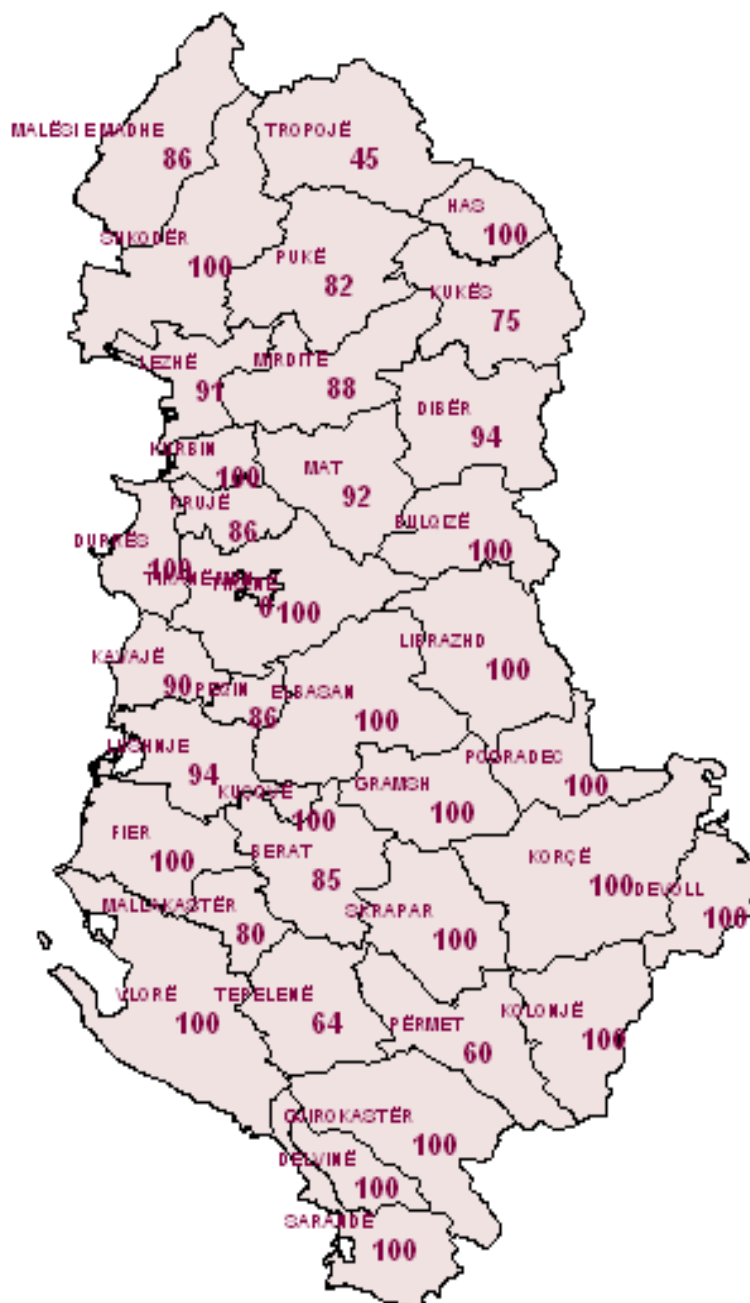 MALËSI E MADHE
86
TROPOJË
45
HAS
100
SHKODËR
100
PUKË
82
KUKËS
75
LEZHË
91
MIRDITË
88
DIBËR
94
KURBIN
100
MAT
92
KRUJË
86
BULQIZË
100
DURRËS
100
TIRANË
0
100
LIBRAZHD
100
KAVAJË
90
PEQIN
86
ELBASAN
100
LUSHNJE
94
POGRADEC
100
KUÇOVË
100
GRAMSH
100
FIER
100
BERAT
85
KORÇË
100
DEVOLL
100
MALLAKASTËR
80
SKRAPAR
100
VLORË
100
TEPELENË
64
PËRMET
60
KOLONJË
100
GJIROKASTËR
100
DELVINË
100
SARANDË
100